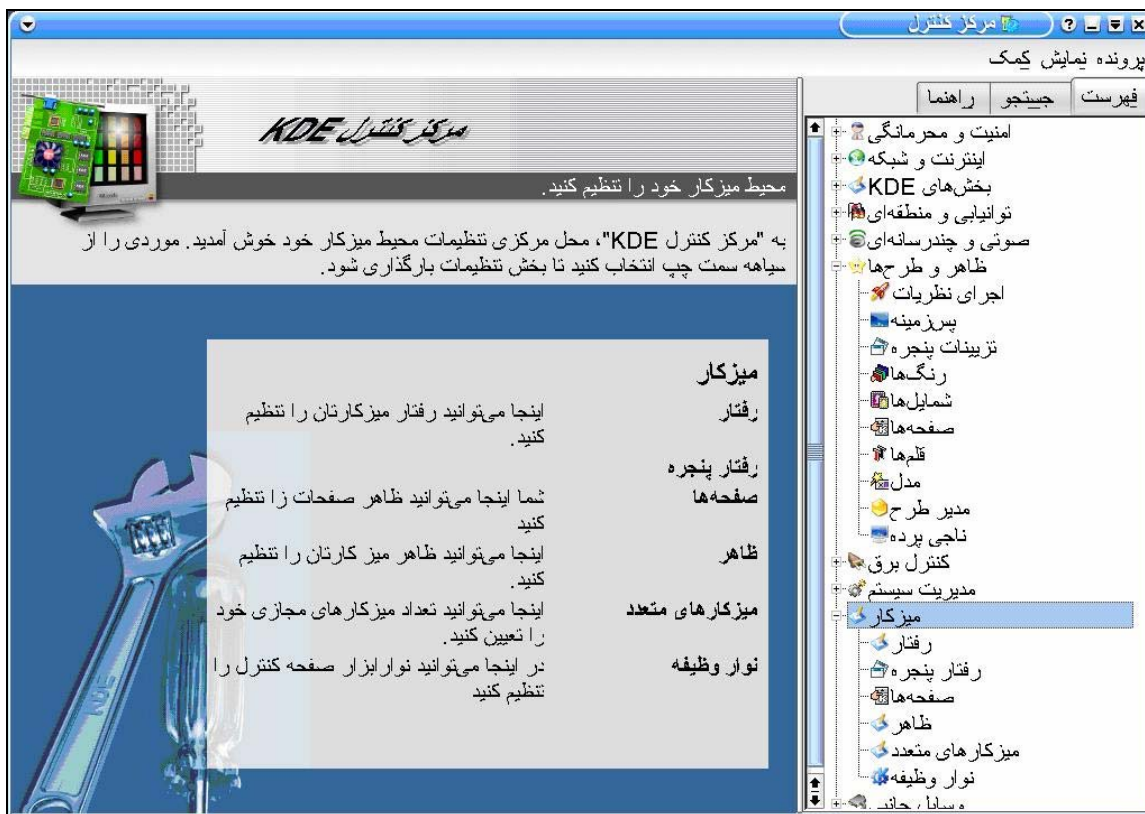 مرکز کنترل
پرونده نمایش کمک
فهرست جستجو راهنما
امنیت و محرمانگی
اینترنت و شبکه
بخش‌های KDE
توانیابی و منطقه‌ای
صوتی و چندرسانه‌ای
ظاهر و طرح‌ها
اجرای نظریات
پس‌زمینه
تزیینات پنجره
رنگ‌ها
شمایل‌ها
صفحه‌ها
قلم‌ها
مدل
مدیر طرح
ناجی پرده
کنترل برق
مدیریت سیستم
میزکار
رفتار
رفتار پنجره
صفحه‌ها
ظاهر
میزکارهای متعدد
نوار وظیفه
وسایل جانبی
مرکز کنترل KDE
محیط میزکار خود را تنظیم کنید.
به "مرکز کنترل KDE"، محل مرکزی تنظیمات محیط میزکار خود خوش آمدید. موردی را از
سیاهه سمت چپ انتخاب کنید تا بخش تنظیمات بارگذاری شود.
میزکار
رفتار اینجا می‌توانید رفتار میزکارتان را تنظیم
کنید.
رفتار پنجره
صفحه‌ها شما اینجا می‌توانید ظاهر صفحات زا تنظیم
کنید
ظاهر اینجا می‌توانید ظاهر میز کارتان را تنظیم
کنید.
میزکارهای متعدد اینجا می‌توانید تعداد میزکارهای مجازی خود
را تعیین کنید.
نوار وظیفه در اینجا می‌توانید نوارابزار صفحه کنترل را
تنظیم کنید
KDE